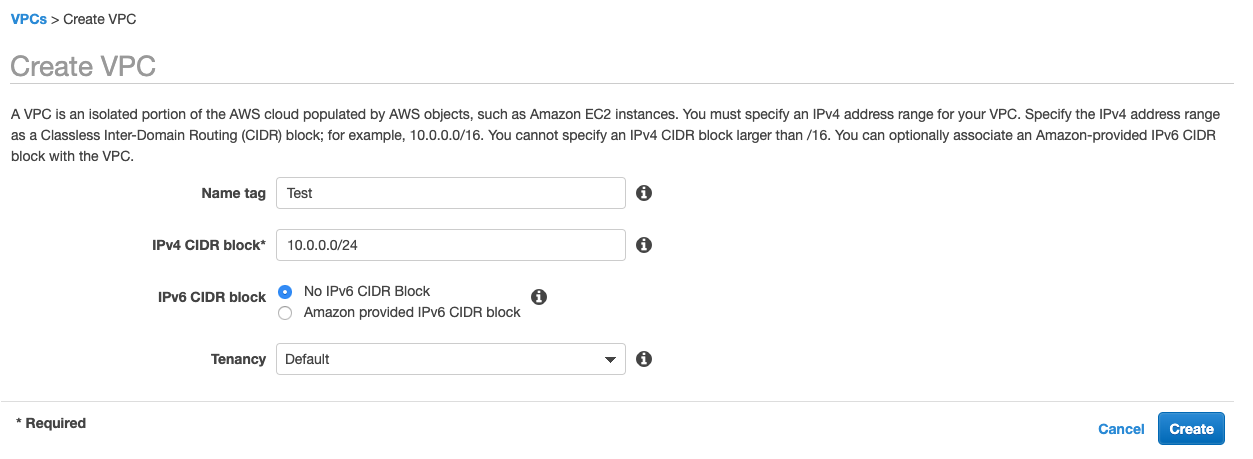 VPCs > Create VPC
Create VPC
A VPC is an isolated portion of the AWS cloud populated by AWS objects, such as Amazon EC2 instances. You must specify an IPv4 address range for your VPC. Specify the IPv4 address range
as a Classless Inter-Domain Routing (CIDR) block; for example, 10.0.0.0/16. You cannot specify an IPv4 CIDR block larger than /16. You can optionally associate an Amazon-provided IPv6 CIDR
block with the VPC.
Name tag Test
IPv4 CIDR block* 10.0.0.0/24
IPv6 CIDR block No IPv6 CIDR Block
Amazon provided IPv6 CIDR block
Tenancy Default
* Required
Cancel Create